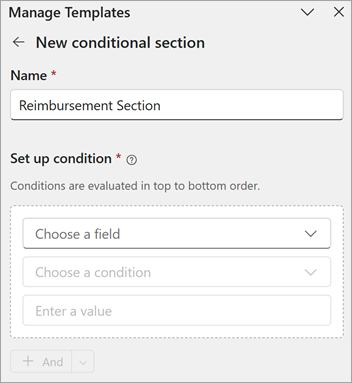 Manage Templates
New conditional section
Name *
Reimbursement Section
Set up condition *
Conditions are evaluated in top to bottom order.
Choose a field
Choose a condition
Enter a value
+ And